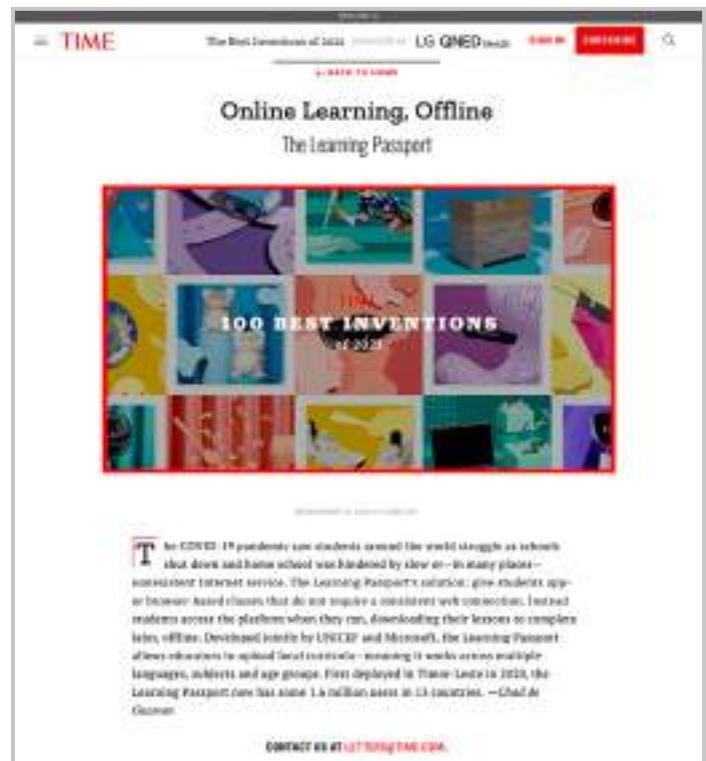 TIME
The Best Inventions of 2021
LG QNED
SIGN IN
SUBSCRIBE
BACK TO HOME
Online Learning, Offline
The Learning Passport
TIME
100 BEST INVENTIONS
of 2021
The COVID-19 pandemic saw students around the world struggle as schools
shut down and home school was hindered by slow or—in many places—
nonexistent Internet service. The Learning Passport's solution: give students app-
or browser-based classes that do not require a consistent web connection. Instead
students access the platform when they can, downloading their lessons to complete
later, offline. Developed jointly by UNICEF and Microsoft, the Learning Passport
allows educators to upload local curricula—meaning it works across multiple
languages, subjects and age groups. First deployed in Timor-Leste in 2020, the
Learning Passport now has some 1.6 million users in 13 countries. —Chad de
Guzman
CONTACT US AT LETTERS@TIME.COM.